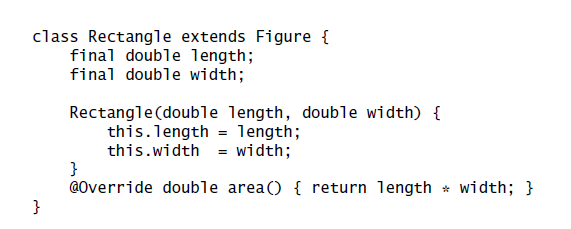 class Rectangle extends Figure {
    final double length;
    final double width;

    Rectangle(double length, double width) {
        this.length = length;
        this.width  = width;
    }
    @Override double area() { return length * width; }
}